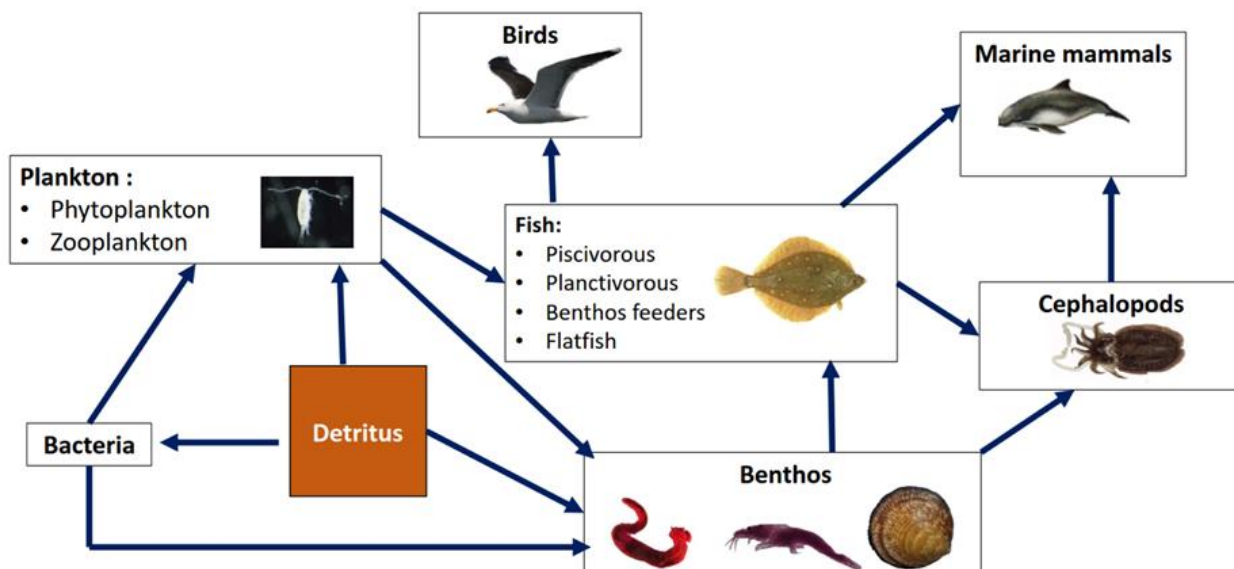 Birds
Marine mammals
Plankton :
• Phytoplankton
• Zooplankton
Fish:
• Piscivorous
• Planctivorous
• Benthos feeders
• Flatfish
Cephalopods
Detritus
Bacteria
Benthos